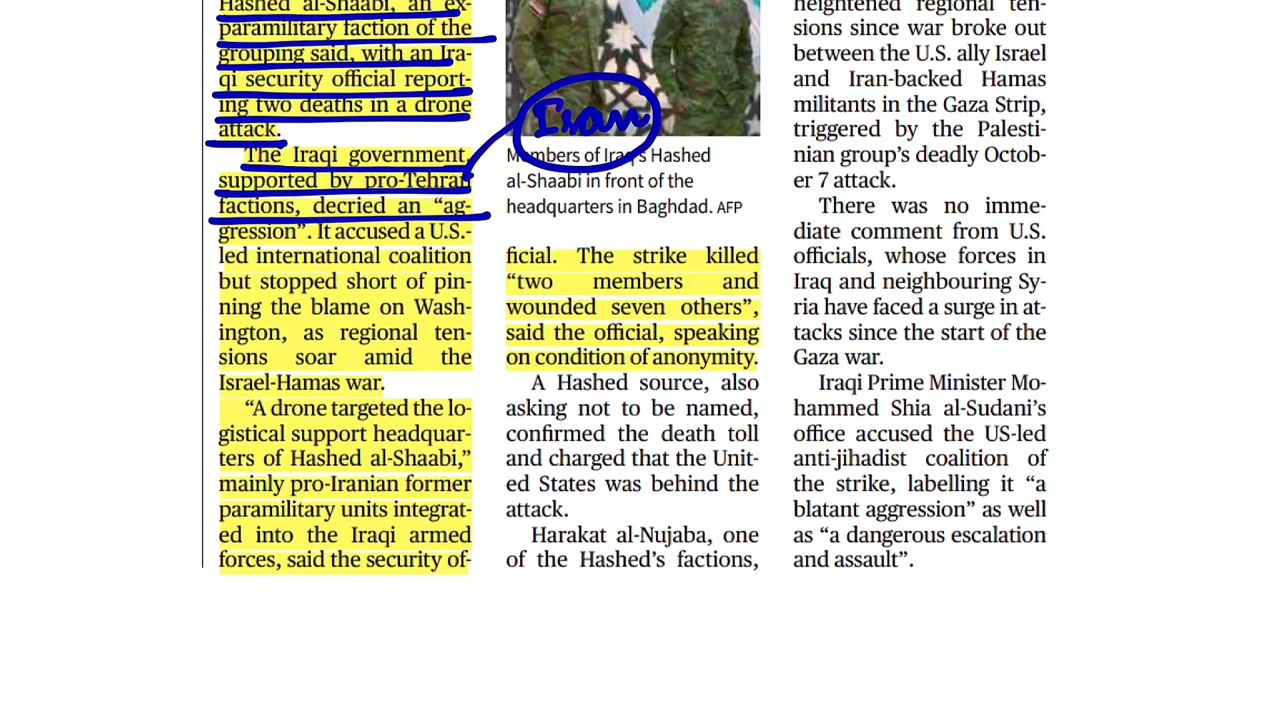 Hashed al-Shaabi, an ex-
paramilitary faction of the
grouping said, with an Ira-
qi security official report-
ing two deaths in a drone
attack.
The Iraqi government,
supported by pro-Tehran
factions, decried an “ag-
gression”. It accused a U.S.-
led international coalition
but stopped short of pin-
ning the blame on Wash-
ington, as regional ten-
sions soar amid the
Israel-Hamas war.
“A drone targeted the lo-
gistical support headquar-
ters of Hashed al-Shaabi,”
mainly pro-Iranian former
paramilitary units integrat-
ed into the Iraqi armed
forces, said the security of-
Iran
Members of Iraq's Hashed
al-Shaabi in front of the
headquarters in Baghdad. AFP
ficial. The strike killed
“two members and
wounded seven others”,
said the official, speaking
on condition of anonymity.
A Hashed source, also
asking not to be named,
confirmed the death toll
and charged that the Unit-
ed States was behind the
attack.
Harakat al-Nujaba, one
of the Hashed’s factions,
heightened regional ten-
sions since war broke out
between the U.S. ally Israel
and Iran-backed Hamas
militants in the Gaza Strip,
triggered by the Palesti-
nian group’s deadly Octob-
er 7 attack.
There was no imme-
diate comment from U.S.
officials, whose forces in
Iraq and neighbouring Sy-
ria have faced a surge in at-
tacks since the start of the
Gaza war.
Iraqi Prime Minister Mo-
hammed Shia al-Sudani’s
office accused the US-led
anti-jihadist coalition of
the strike, labelling it “a
blatant aggression” as well
as “a dangerous escalation
and assault”.